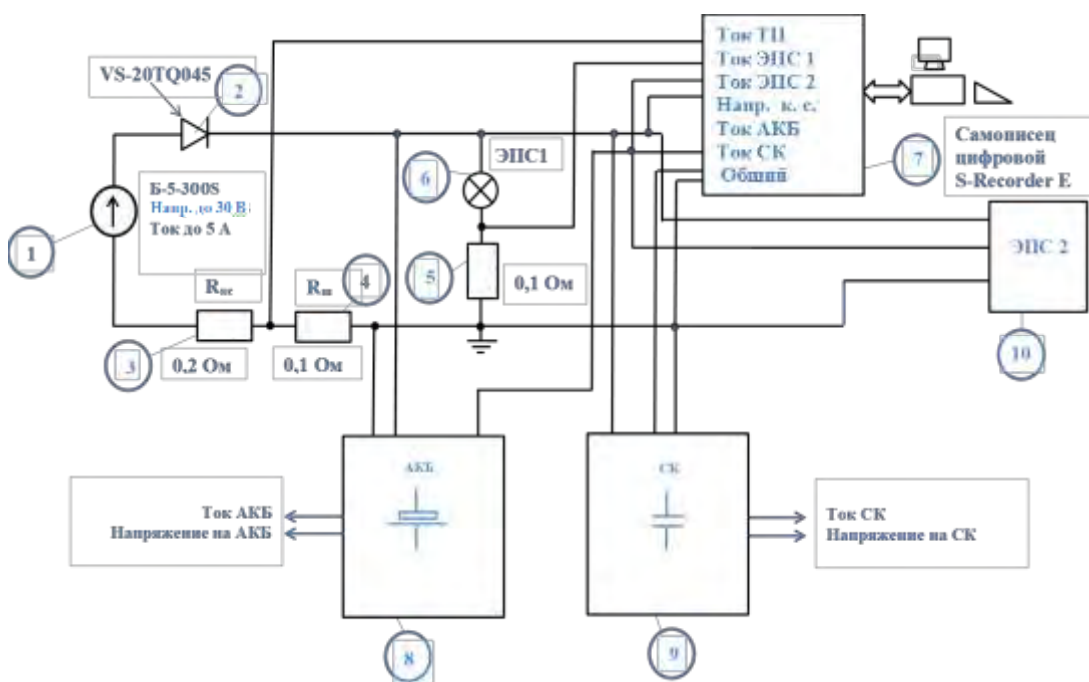 VS-20TQ045
2
Ток ТП
Ток ЭПС 1
Ток ЭПС 2
Напр. к. с.
Ток АКБ
Ток СК
Общий
7
Самописец
цифровой
S-Recorder E
ЭПС1
6
Б-5-300S
Напр. до 30 В
Ток до 5 А
1
5
0,1 Ом
ЭПС 2
10
Rпс
Rш
4
3
0,2 Ом
0,1 Ом
АКБ
СК
Ток АКБ
Напряжение на АКБ
Ток СК
Напряжение на СК
8
9